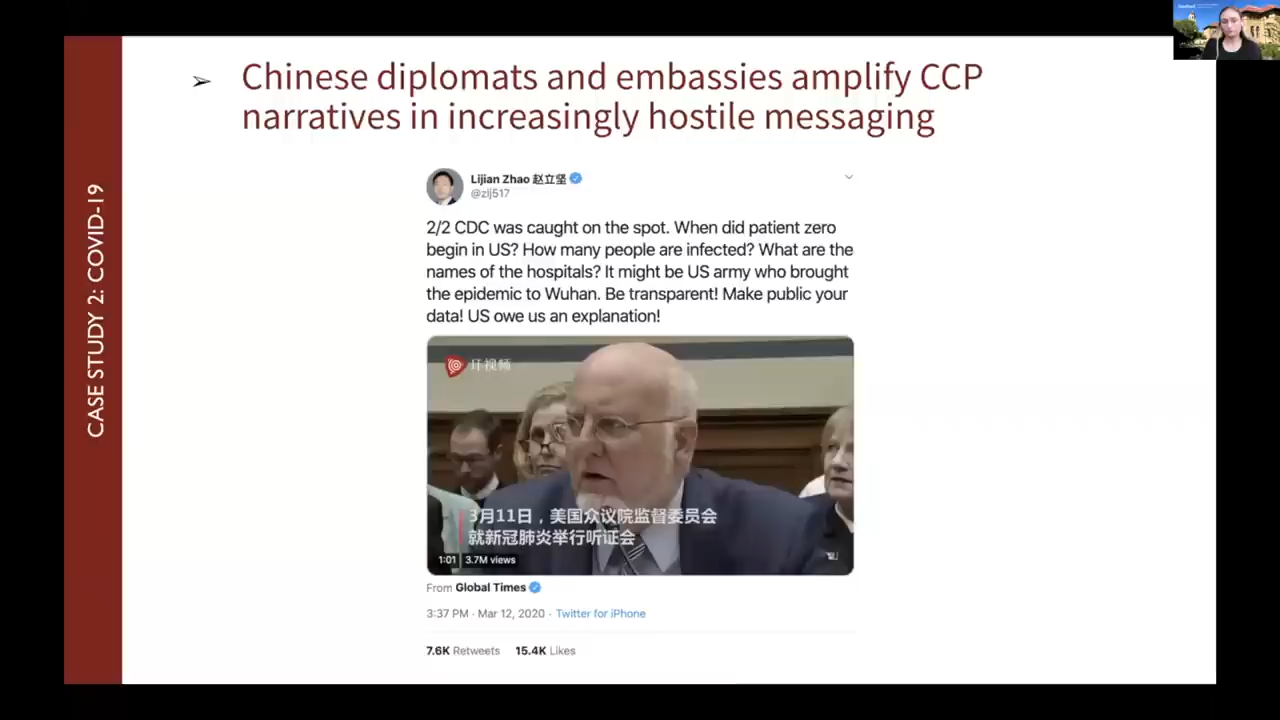 Chinese diplomats and embassies amplify CCP
narratives in increasingly hostile messaging
CASE STUDY 2: COVID-19
Lijian Zhao 赵立坚
@zlj517
2/2 CDC was caught on the spot. When did patient zero
begin in US? How many people are infected? What are the
names of the hospitals? It might be US army who brought
the epidemic to Wuhan. Be transparent! Make public your
data! US owe us an explanation!
3月11日，美国众议院监督委员会
就新冠肺炎举行听证会
1:01 3.7M views
From Global Times
3:37 PM · Mar 12, 2020 · Twitter for iPhone
7.6K Retweets 15.4K Likes